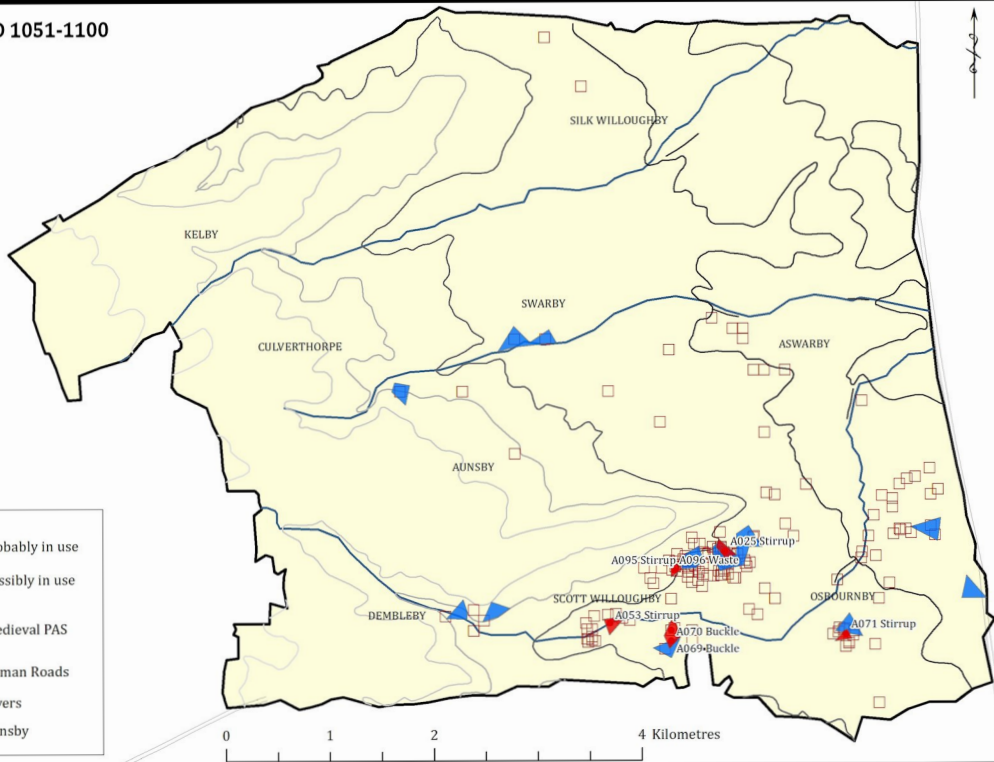 1051-1100
SILK WILLOUGHBY
KELBY
SWARBY
CULVERTHORPE
ASWARBY
AUNSBY
A025 Stirrup
A095 Stirrup
A096 Waste
SCOTT WILLOUGHBY
OSBOURNBY
DEMBLEBY
A053 Stirrup
A071 Stirrup
A070 Buckle
A069 Buckle
obably in use
ssibly in use
edieval PAS
man Roads
vers
nsby
0 1 2 4 Kilometres